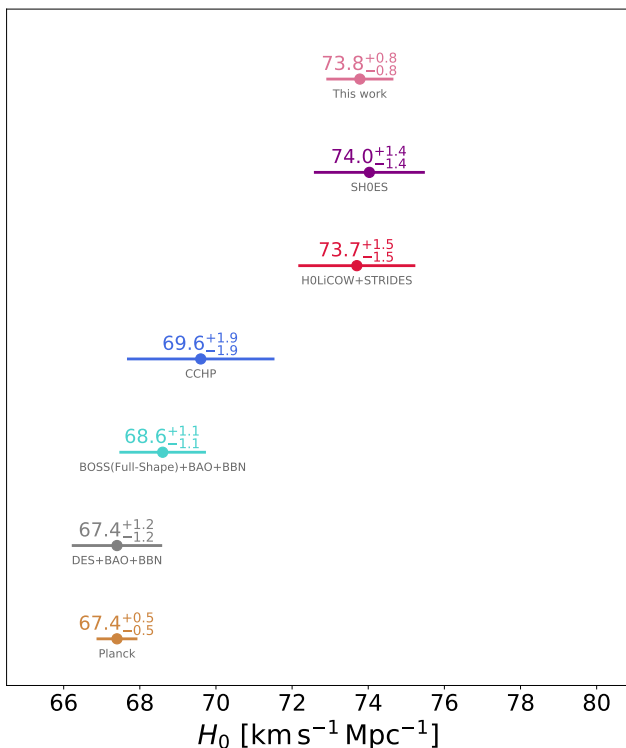 73.8+0.8−0.8
This work
74.0+1.4−1.4
SH0ES
73.7+1.5−1.5
H0LiCOW+STRIDES
69.6+1.9−1.9
CCHP
68.6+1.1−1.1
BOSS(Full-Shape)+BAO+BBN
67.4+1.2−1.2
DES+BAO+BBN
67.4+0.5−0.5
Planck
66 68 70 72 74 76 78 80
H₀ [km s⁻¹ Mpc⁻¹]